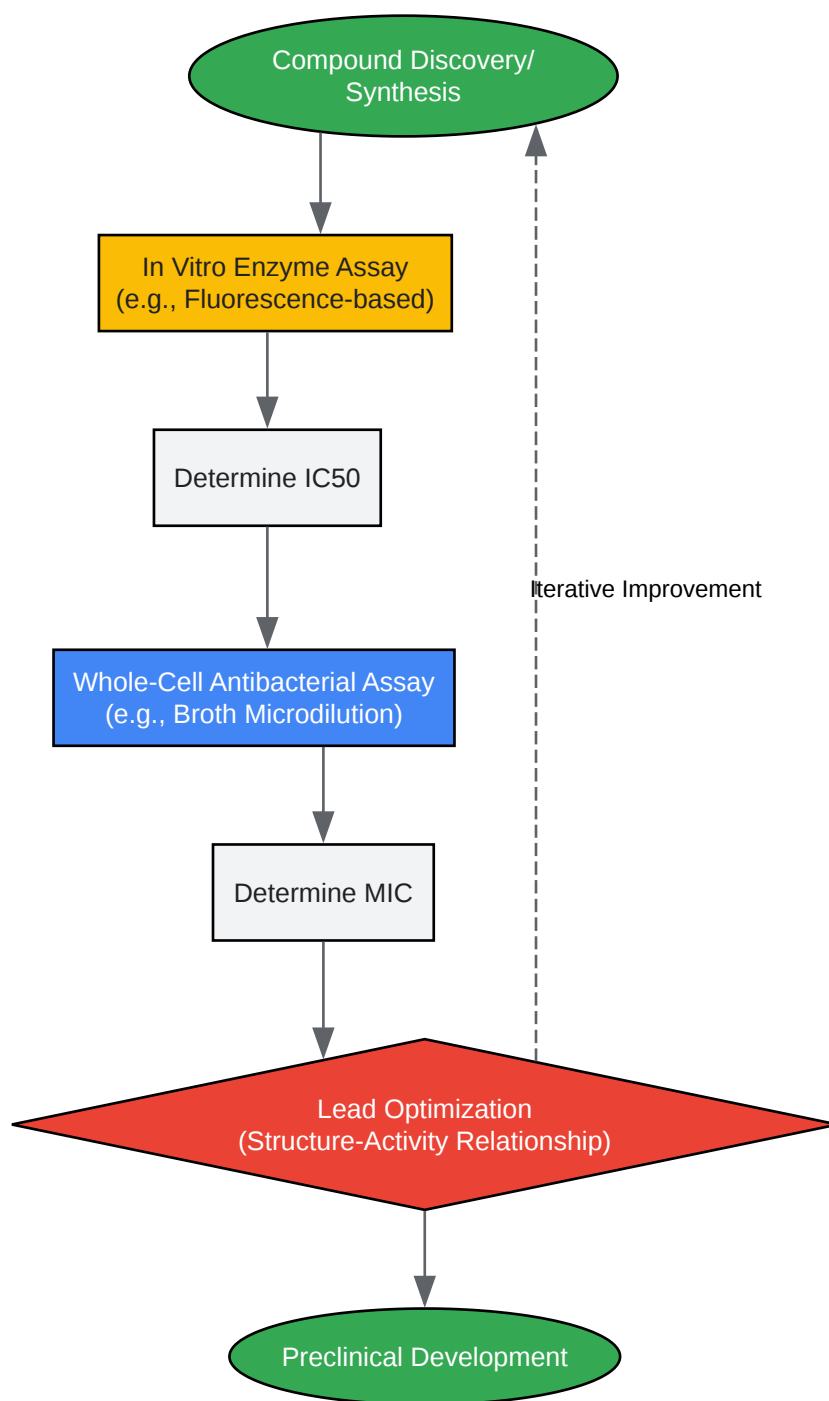 Compound Discovery/
Synthesis
In Vitro Enzyme Assay
(e.g., Fluorescence-based)
Determine IC50
Iterative Improvement
Whole-Cell Antibacterial Assay
(e.g., Broth Microdilution)
Determine MIC
Lead Optimization
(Structure-Activity Relationship)
Preclinical Development